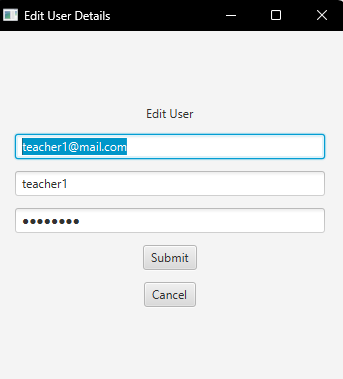 Edit User Details
Edit User
teacher1@mail.com
teacher1
●●●●●●●●
Submit
Cancel